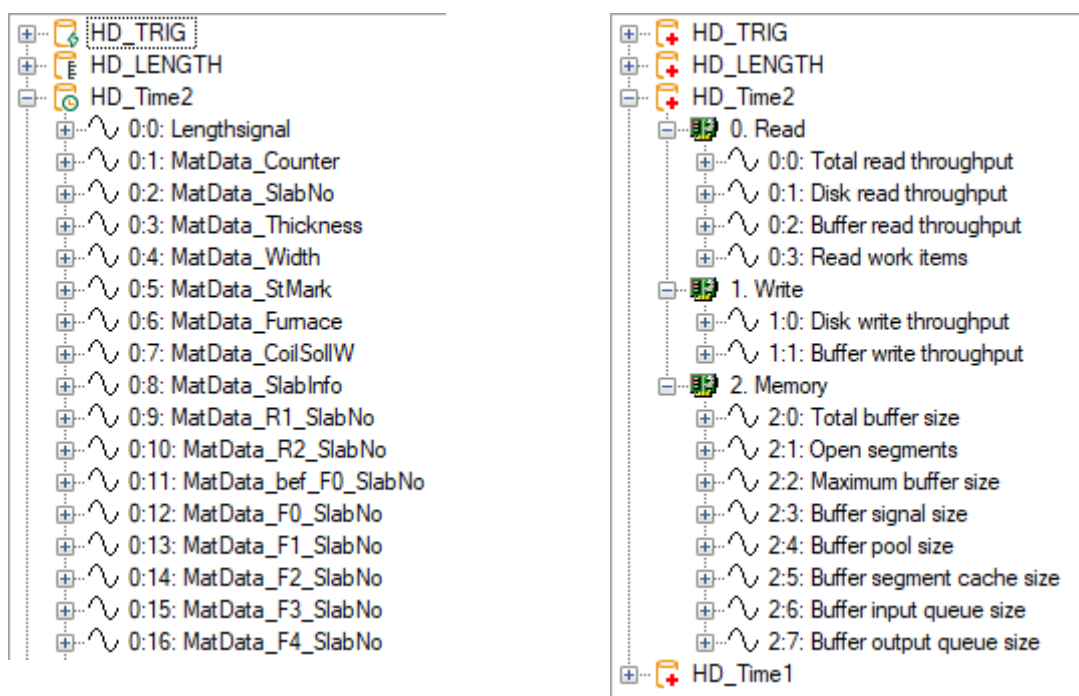 HD_TRIG
HD_LENGTH
HD_Time2
0:0: Lengthsignal
0:1: MatData_Counter
0:2: MatData_SlabNo
0:3: MatData_Thickness
0:4: MatData_Width
0:5: MatData_StMark
0:6: MatData_Furnace
0:7: MatData_CoilSollW
0:8: MatData_SlabInfo
0:9: MatData_R1_SlabNo
0:10: MatData_R2_SlabNo
0:11: MatData_bef_F0_SlabNo
0:12: MatData_F0_SlabNo
0:13: MatData_F1_SlabNo
0:14: MatData_F2_SlabNo
0:15: MatData_F3_SlabNo
0:16: MatData_F4_SlabNo
HD_TRIG
HD_LENGTH
HD_Time2
0. Read
0:0: Total read throughput
0:1: Disk read throughput
0:2: Buffer read throughput
0:3: Read work items
1. Write
1:0: Disk write throughput
1:1: Buffer write throughput
2. Memory
2:0: Total buffer size
2:1: Open segments
2:2: Maximum buffer size
2:3: Buffer signal size
2:4: Buffer pool size
2:5: Buffer segment cache size
2:6: Buffer input queue size
2:7: Buffer output queue size
HD_Time1